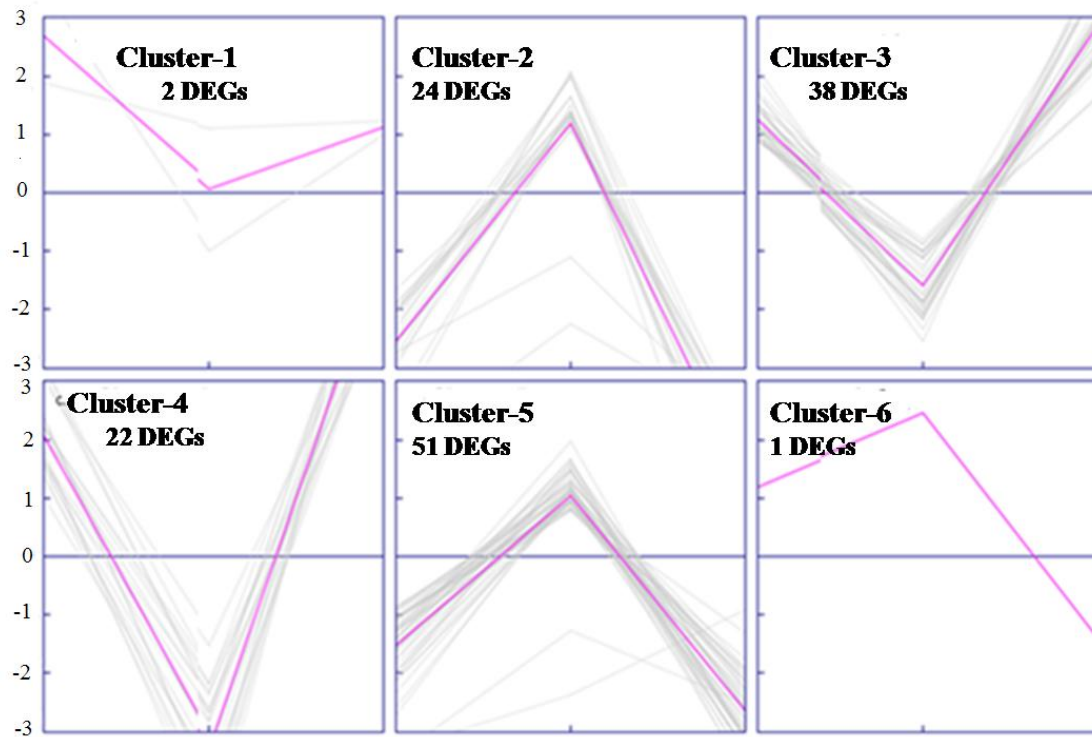 3
2
1
0
-1
-2
-3
Cluster-1
2 DEGs
Cluster-2
24 DEGs
Cluster-3
38 DEGs
3
2
1
0
-1
-2
-3
Cluster-4
22 DEGs
Cluster-5
51 DEGs
Cluster-6
1 DEGs